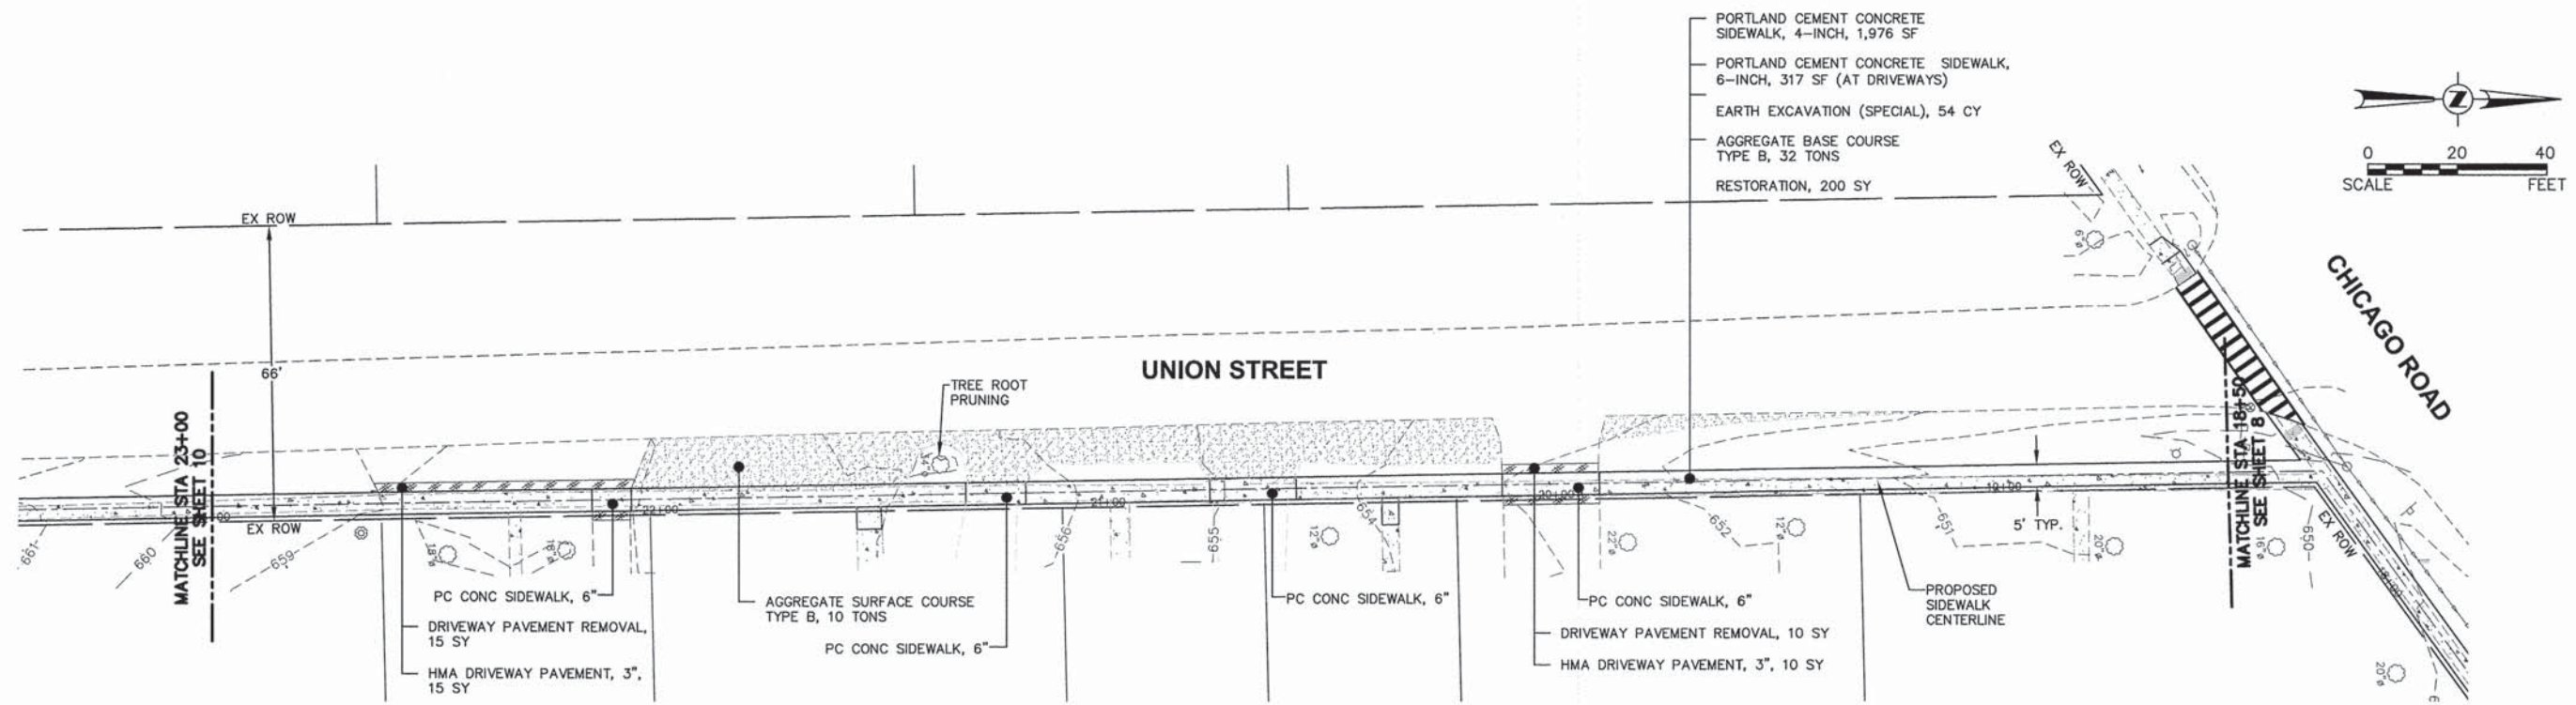 PORTLAND CEMENT CONCRETE
SIDEWALK, 4-INCH, 1,976 SF
PORTLAND CEMENT CONCRETE SIDEWALK,
6-INCH, 317 SF (AT DRIVEWAYS)
EARTH EXCAVATION (SPECIAL), 54 CY
AGGREGATE BASE COURSE
TYPE B, 32 TONS
RESTORATION, 200 SY
Z
0 20 40
SCALE FEET
EX ROW
EX ROW
6"ø
CHICAGO ROAD
66'
UNION STREET
TREE ROOT
PRUNING
MATCHLINE STA 23+00
SEE SHEET 10
MATCHLINE STA 18+50
SEE SHEET 8
EX ROW
22+00
21+00
20+00
19+00
5' TYP.
EX ROW
661
660
659
656
655
654
652
651
650
18"ø
18"ø
12"ø
22"ø
12"ø
20"ø
16"ø
20"ø
PC CONC SIDEWALK, 6"
DRIVEWAY PAVEMENT REMOVAL,
15 SY
HMA DRIVEWAY PAVEMENT, 3",
15 SY
AGGREGATE SURFACE COURSE
TYPE B, 10 TONS
PC CONC SIDEWALK, 6"
PC CONC SIDEWALK, 6"
PC CONC SIDEWALK, 6"
DRIVEWAY PAVEMENT REMOVAL, 10 SY
HMA DRIVEWAY PAVEMENT, 3", 10 SY
PROPOSED
SIDEWALK
CENTERLINE